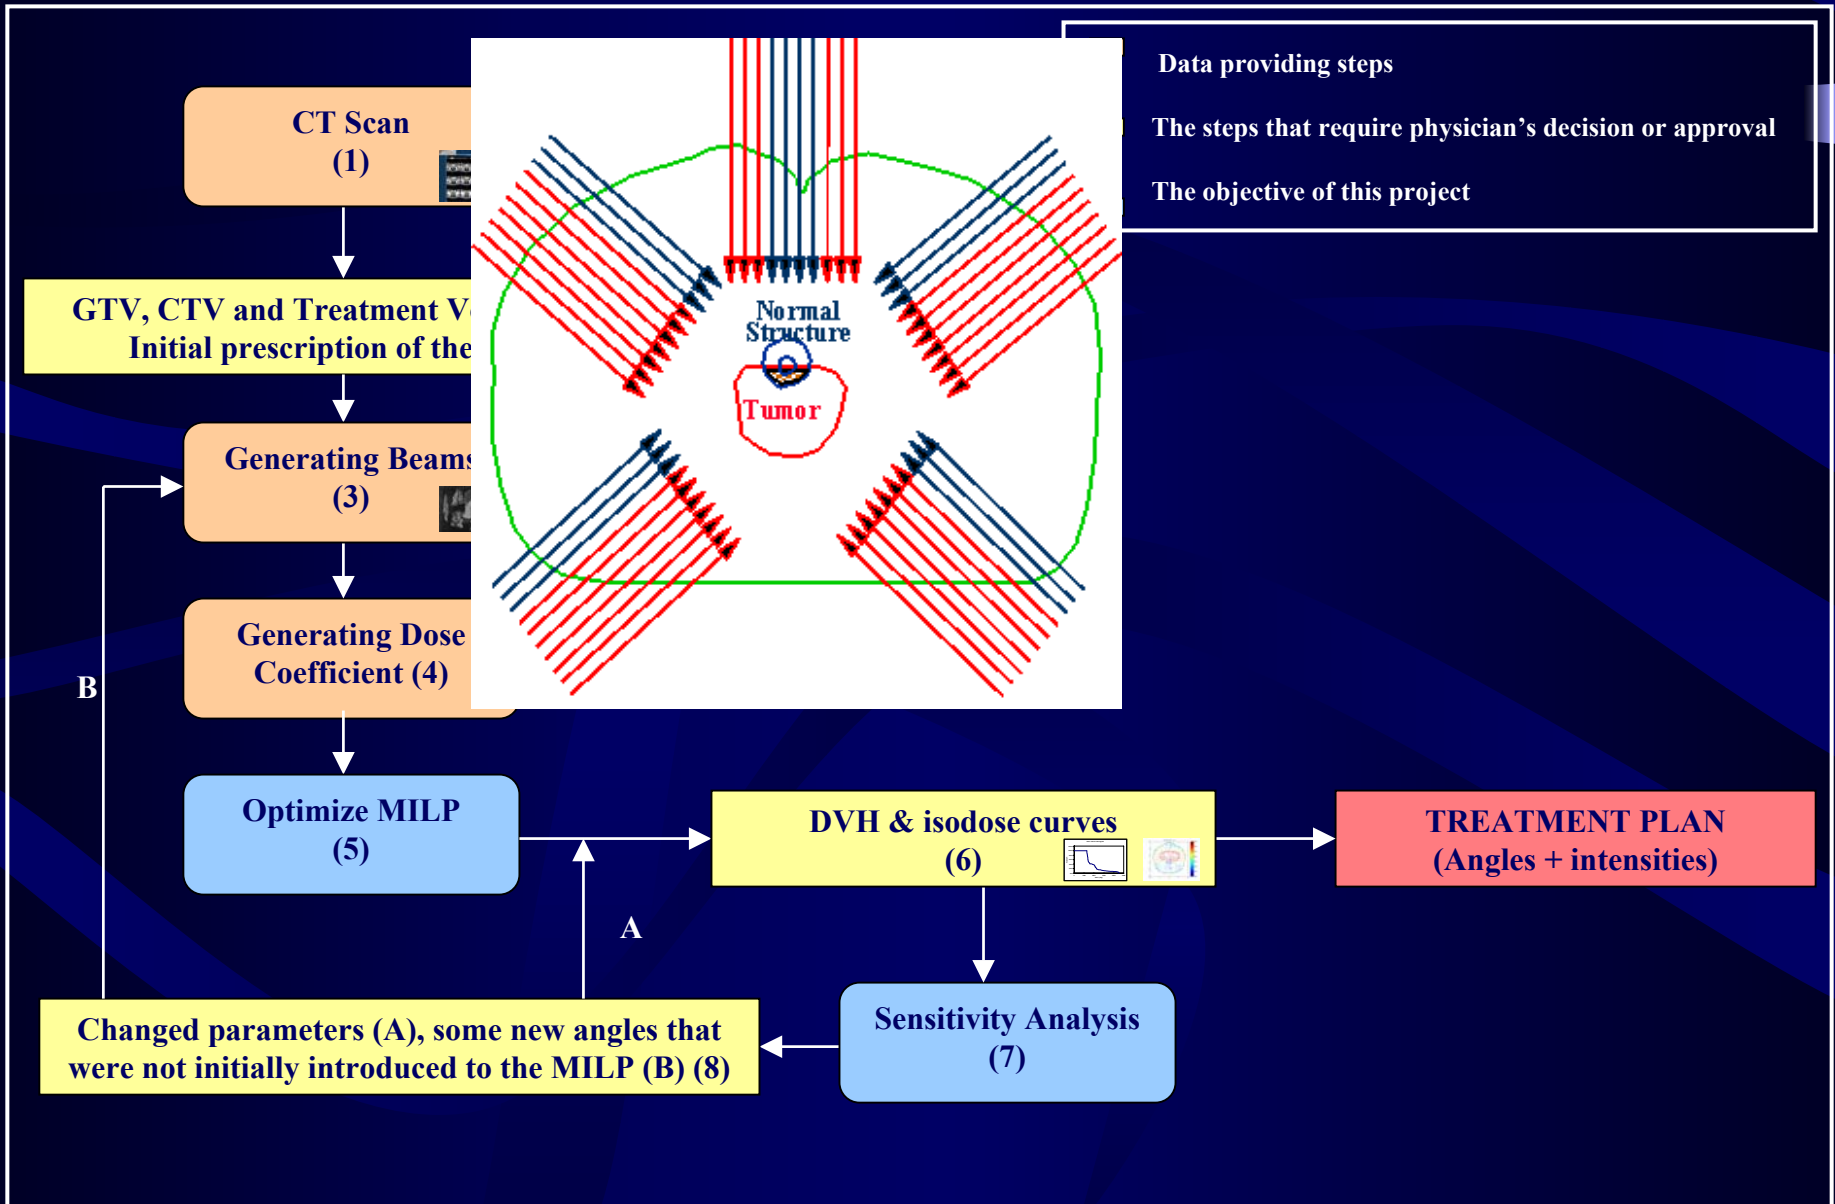 Data providing steps
The steps that require physician's decision or approval
The objective of this project
CT Scan
(1)
GTV, CTV and Treatment
Initial prescription of the
Generating Beams
(3)
Generating Dose
Coefficient (4)
Normal
Structure
Tumor
B
Optimize MILP
(5)
DVH & isodose curves
(6)
TREATMENT PLAN
(Angles + intensities)
A
Sensitivity Analysis
(7)
Changed parameters (A), some new angles that
were not initially introduced to the MILP (B) (8)